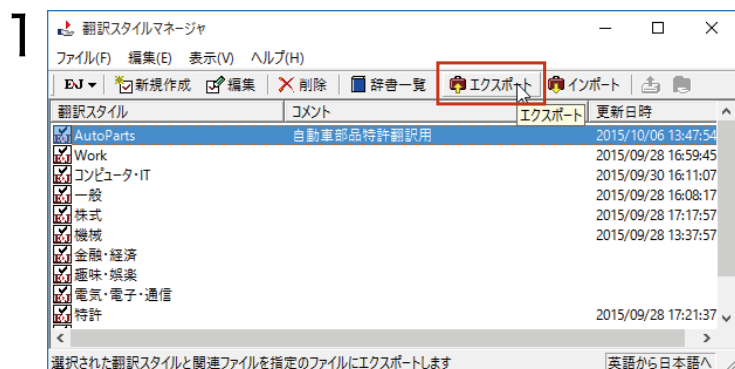 1
翻訳スタイルマネージャ
ファイル(F) 編集(E) 表示(V) ヘルプ(H)
EJ 新規作成 編集 削除 辞書一覧 エクスポート インポート
翻訳スタイル コメント エクスポート 更新日時
AutoParts 自動車部品特許翻訳用 2015/10/06 13:47:54
Work 2015/09/28 16:59:45
コンピュータ・IT 2015/09/30 16:11:07
一般 2015/09/28 16:08:17
株式 2015/09/28 17:17:57
機械 2015/09/28 13:37:57
金融・経済
趣味・娯楽
電気・電子・通信
特許 2015/09/28 17:21:37
選択された翻訳スタイルと関連ファイルを指定のファイルにエクスポートします 英語から日本語へ